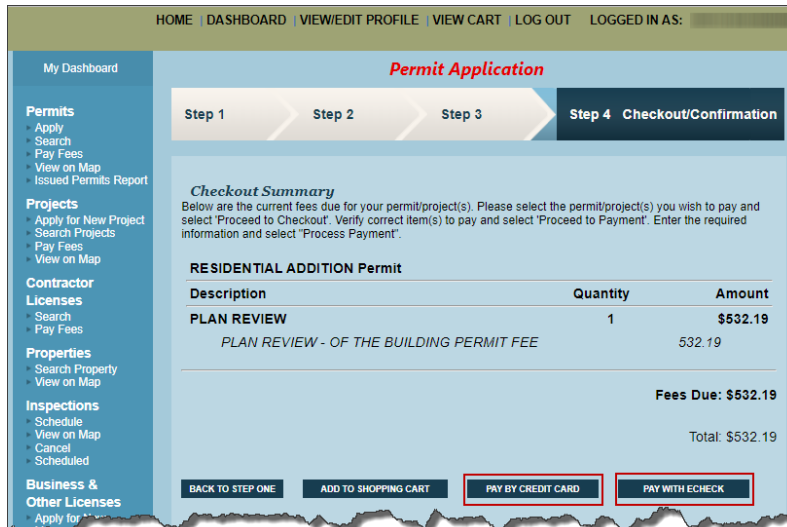 HOME | DASHBOARD | VIEW/EDIT PROFILE | VIEW CART | LOG OUT LOGGED IN AS:
My Dashboard
Permits
Apply
Search
Pay Fees
View on Map
Issued Permits Report
Projects
Apply for New Project
Search Projects
Pay Fees
View on Map
Contractor
Licenses
Search
Pay Fees
Properties
Search Property
View on Map
Inspections
Schedule
View on Map
Cancel
Scheduled
Business &
Other Licenses
Apply for
Permit Application
Step 1 Step 2 Step 3 Step 4 Checkout/Confirmation
Checkout Summary
Below are the current fees due for your permit/project(s). Please select the permit/project(s) you wish to pay and
select 'Proceed to Checkout'. Verify correct item(s) to pay and select 'Proceed to Payment'. Enter the required
information and select "Process Payment".
RESIDENTIAL ADDITION Permit
Description Quantity Amount
PLAN REVIEW 1 $532.19
PLAN REVIEW - OF THE BUILDING PERMIT FEE 532.19
Fees Due: $532.19
Total: $532.19
BACK TO STEP ONE ADD TO SHOPPING CART PAY BY CREDIT CARD PAY WITH ECHECK